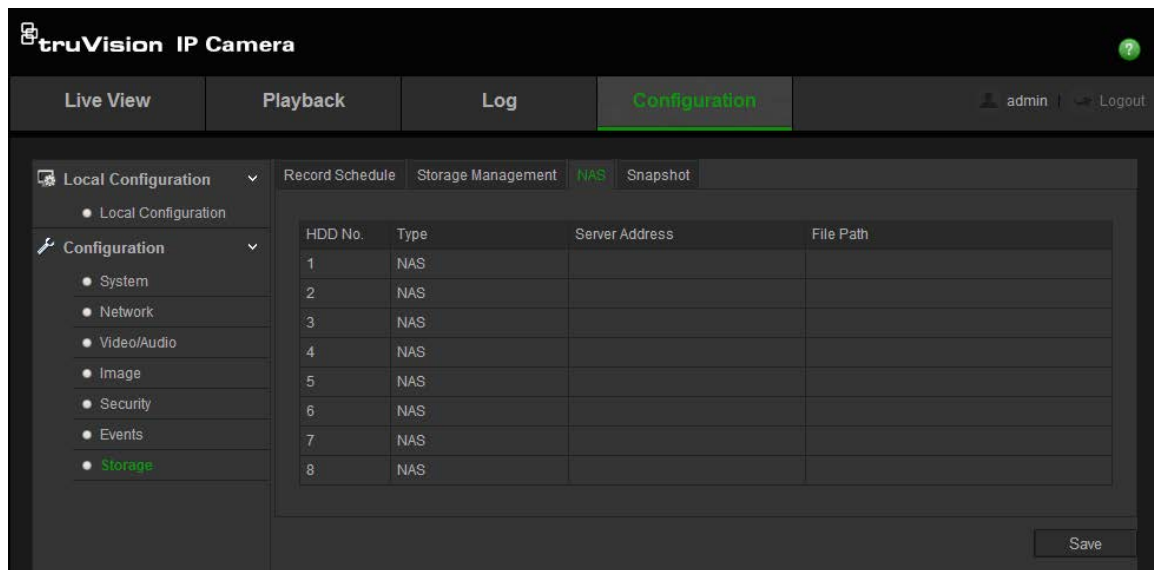 truVision IP Camera
?
Live View Playback Log Configuration admin | Logout
Local Configuration
Local Configuration
Configuration
System
Network
Video/Audio
Image
Security
Events
Storage
Record Schedule Storage Management NAS Snapshot
HDD No. Type Server Address File Path
1 NAS
2 NAS
3 NAS
4 NAS
5 NAS
6 NAS
7 NAS
8 NAS
Save